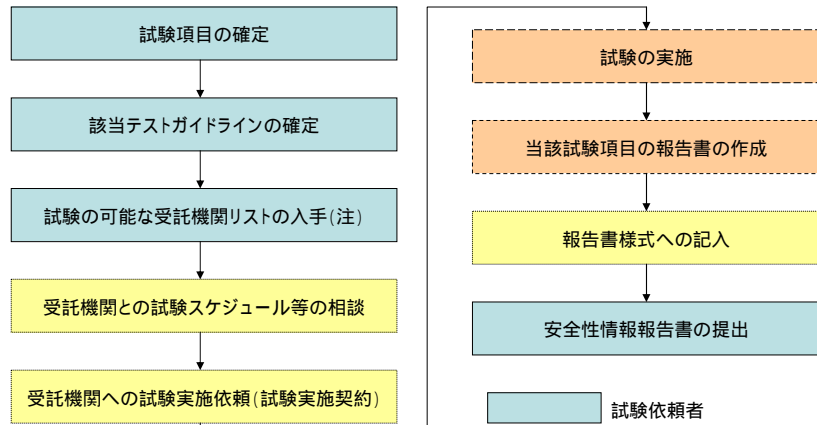 試験項目の確定
該当テストガイドラインの確定
試験の可能な受託機関リストの入手(注)
受託機関との試験スケジュール等の相談
受託機関への試験実施依頼(試験実施契約)
試験の実施
当該試験項目の報告書の作成
報告書様式への記入
安全性情報報告書の提出
試験依頼者